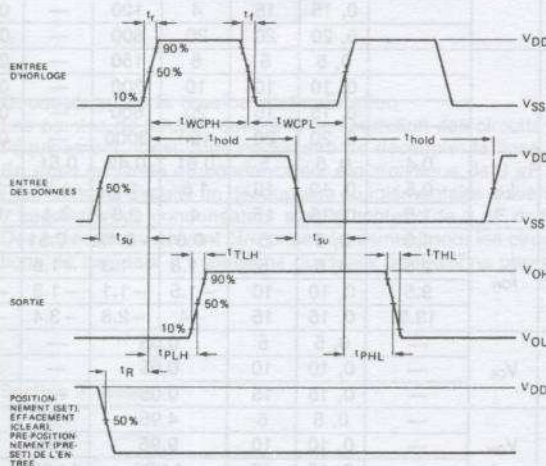 tr
tf
VDD
90%
ENTREE
D'HORLOGE
50%
10%
VSS
tWCPH
tWCPL
thold
thold
VDD
ENTREE
DES DONNÉES
50%
VSS
tsu
tsu
tTLH
tTHL
VOH
90%
SORTIE
50%
10%
VOL
tPLH
tPHL
tR
VDD
POSITION-
NEMENT (SET),
EFFACEMENT
(CLEAR),
PRE-POSITION-
NEMENT (PRE-
SET) DE L'EN-
TREE
50%